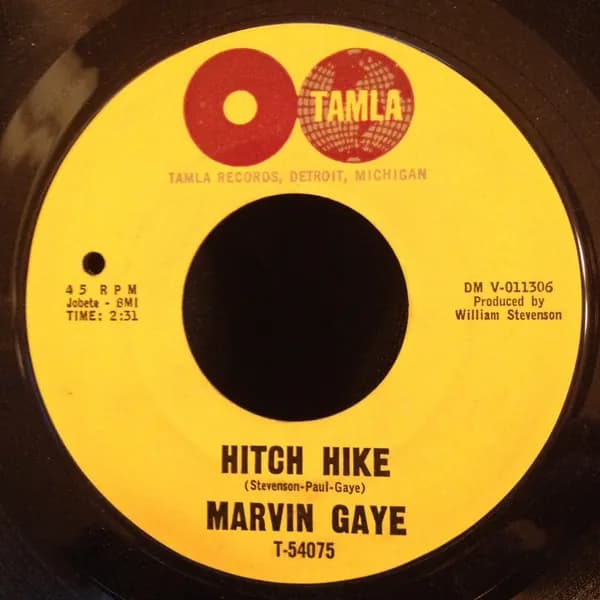 TAMLA
TAMLA RECORDS, DETROIT, MICHIGAN
45 RPM
Jobete - BMI
TIME: 2:31
DM V-011306
Produced by
William Stevenson
HITCH HIKE
(Stevenson-Paul-Gaye)
MARVIN GAYE
T-54075